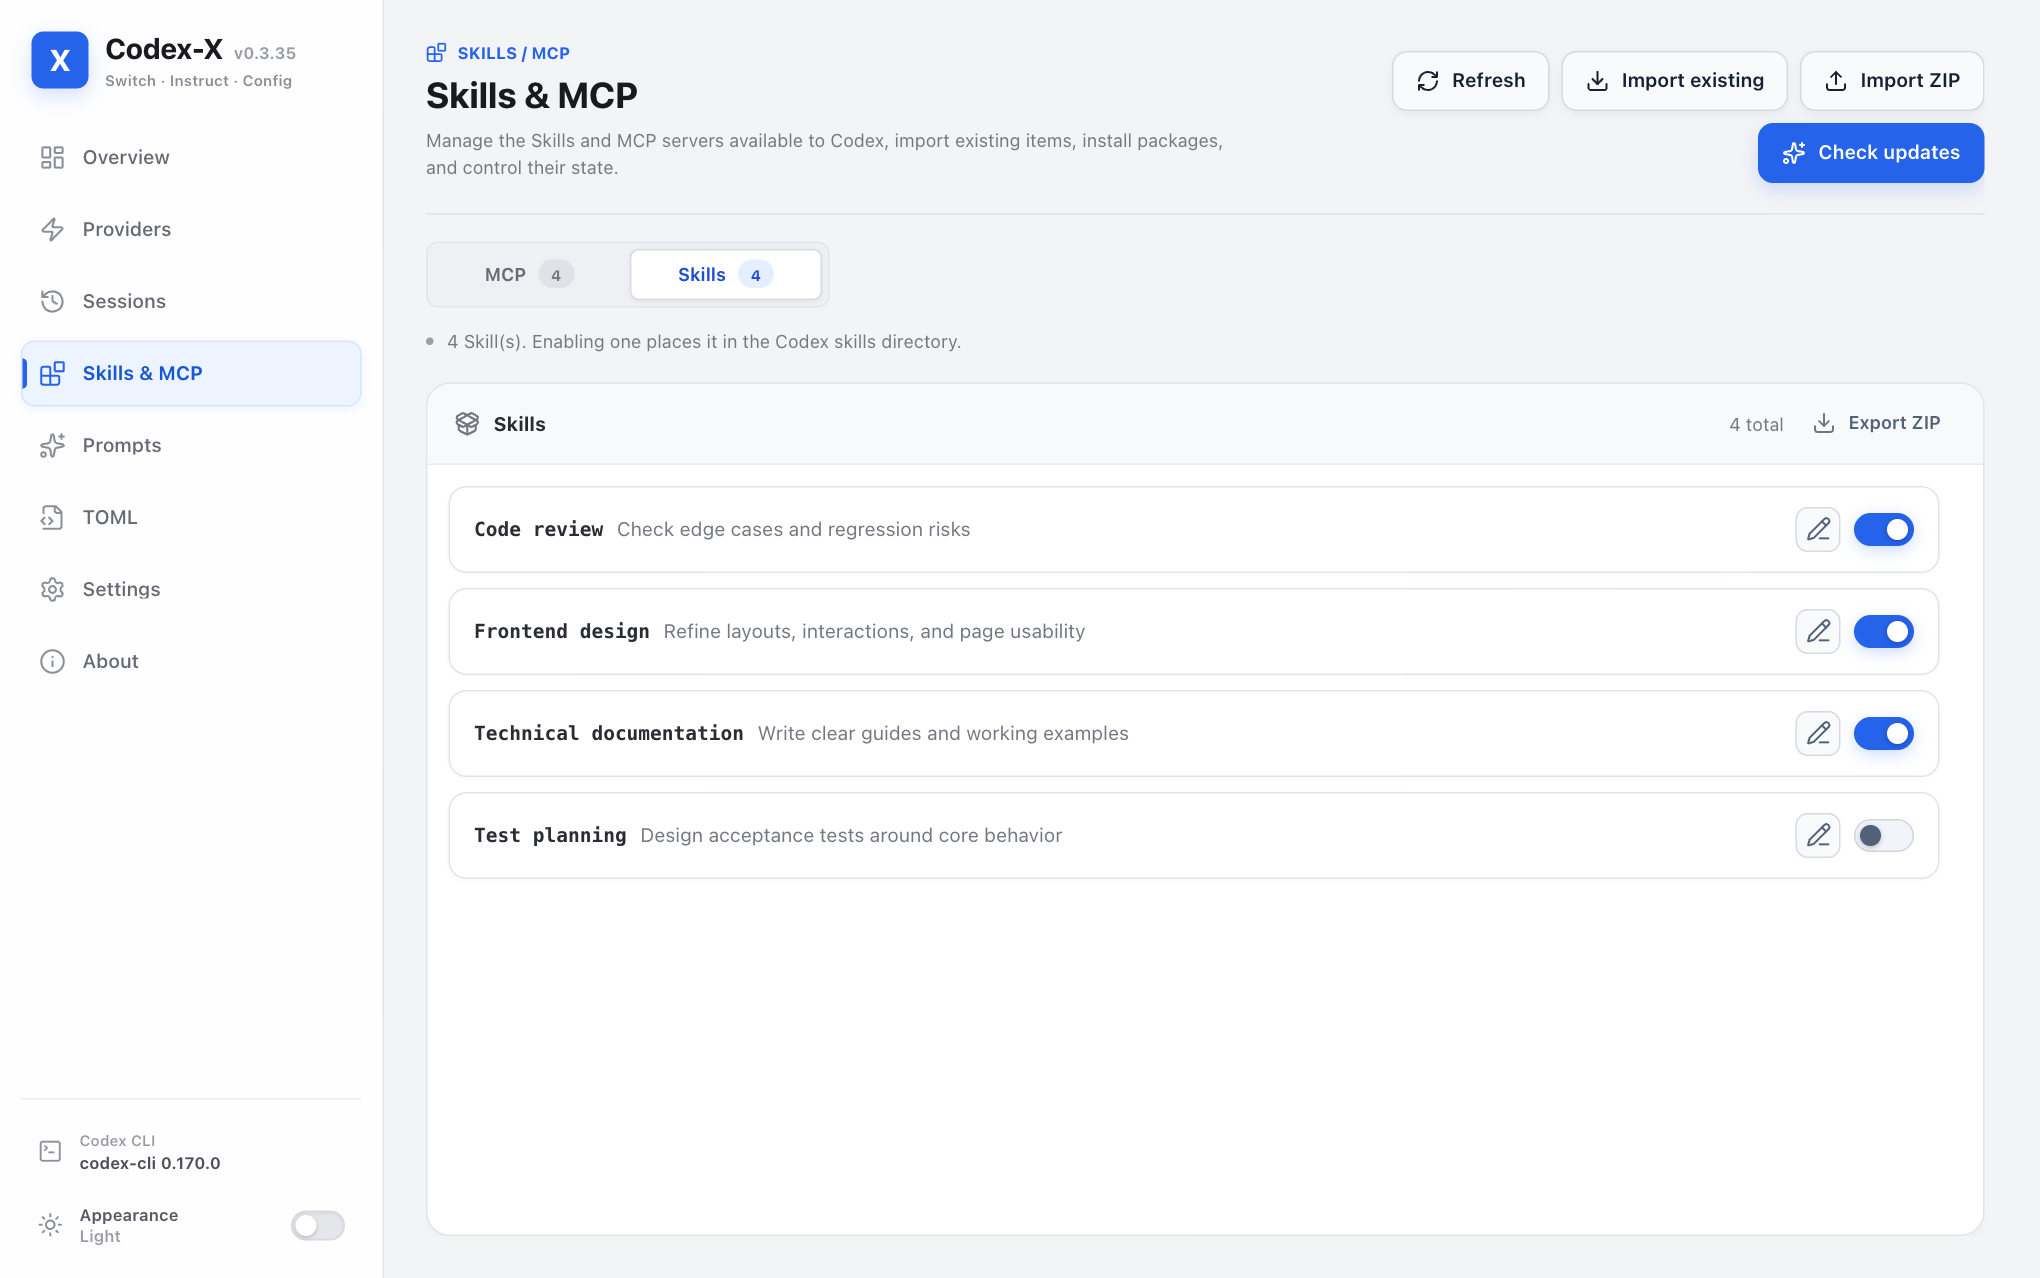 X
Codex-X v0.3.35
Switch · Instruct · Config
Overview
Providers
Sessions
Skills & MCP
Prompts
TOML
Settings
About
Codex CLI
codex-cli 0.170.0
Appearance
Light
SKILLS / MCP
Skills & MCP
Manage the Skills and MCP servers available to Codex, import existing items, install packages,
and control their state.
Refresh
Import existing
Import ZIP
Check updates
MCP 4
Skills 4
4 Skill(s). Enabling one places it in the Codex skills directory.
Skills
4 total
Export ZIP
Code review Check edge cases and regression risks
Frontend design Refine layouts, interactions, and page usability
Technical documentation Write clear guides and working examples
Test planning Design acceptance tests around core behavior